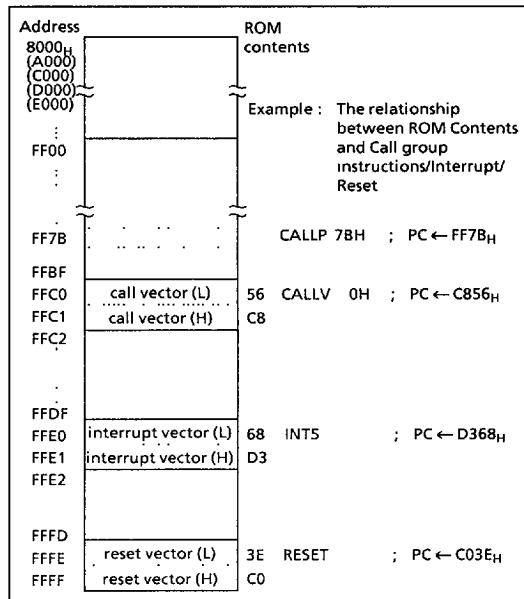 Address ROM
contents
8000H
(A000)
(C000)
(D000)
(E000)
Example : The relationship
between ROM Contents
and Call group
instructions/Interrupt/
Reset
FF00
FF7B CALLP 7BH ; PC ← FF7BH
FFBF
FFC0 call vector (L) 56 CALLV 0H ; PC ← C856H
FFC1 call vector (H) C8
FFC2
FFDF
FFE0 interrupt vector (L) 68 INT5 ; PC ← D368H
FFE1 interrupt vector (H) D3
FFE2
FFFD
FFFE reset vector (L) 3E RESET ; PC ← C03EH
FFFF reset vector (H) C0